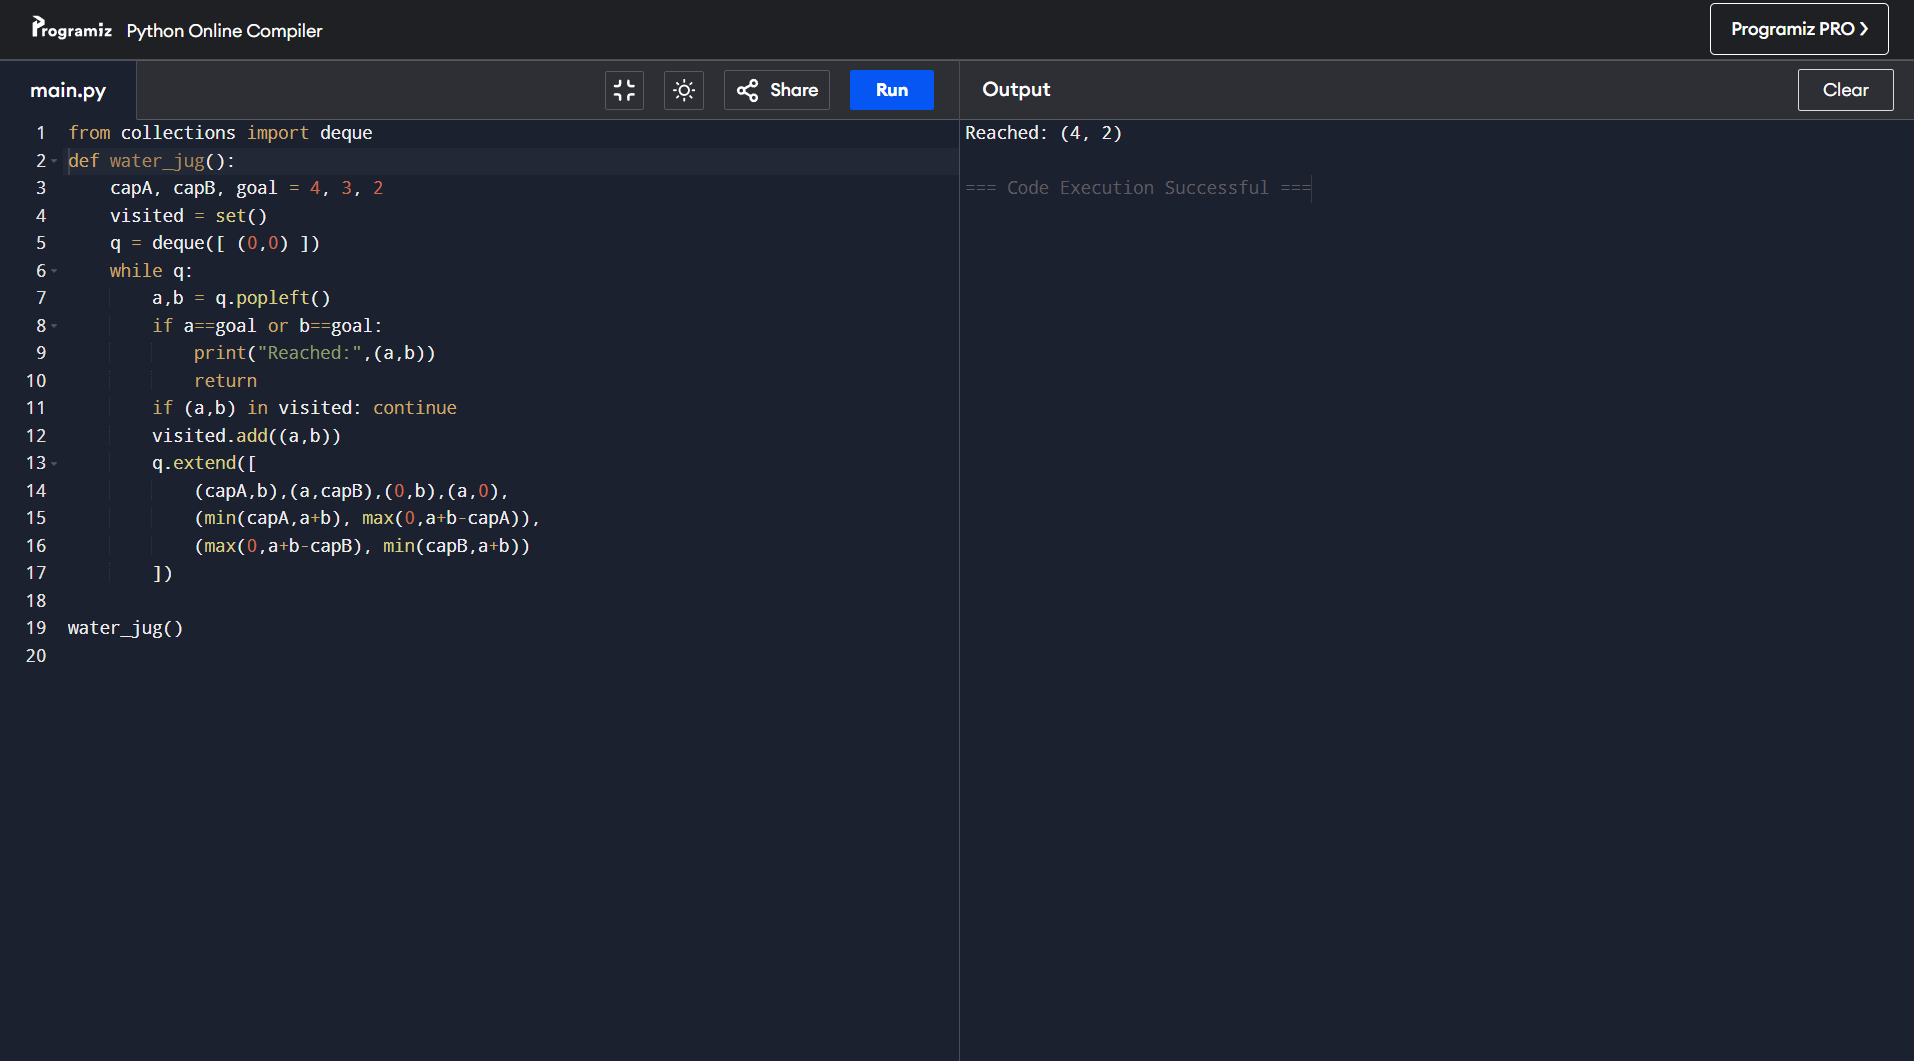 Programiz Python Online Compiler
Programiz PRO
main.py
Share
Run
Output
Clear
1 from collections import deque
2 def water_jug():
3     capA, capB, goal = 4, 3, 2
4     visited = set()
5     q = deque([ (0,0) ])
6     while q:
7         a,b = q.popleft()
8         if a==goal or b==goal:
9             print("Reached:",(a,b))
10             return
11         if (a,b) in visited: continue
12         visited.add((a,b))
13         q.extend([
14             (capA,b),(a,capB),(0,b),(a,0),
15             (min(capA,a+b), max(0,a+b-capA)),
16             (max(0,a+b-capB), min(capB,a+b))
17         ])
18
19 water_jug()
20
Reached: (4, 2)
=== Code Execution Successful ===